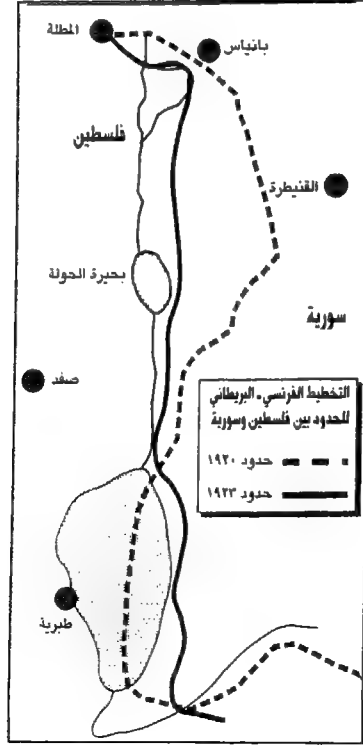 المطلة
بانياس
فلسطين
القنيطرة
بحيرة الحولة
سورية
صفد
التخطيط الفرنسي - البريطاني
للحدود بين فلسطين وسورية
حدود ١٩٢٠
حدود ١٩٢٣
طبرية